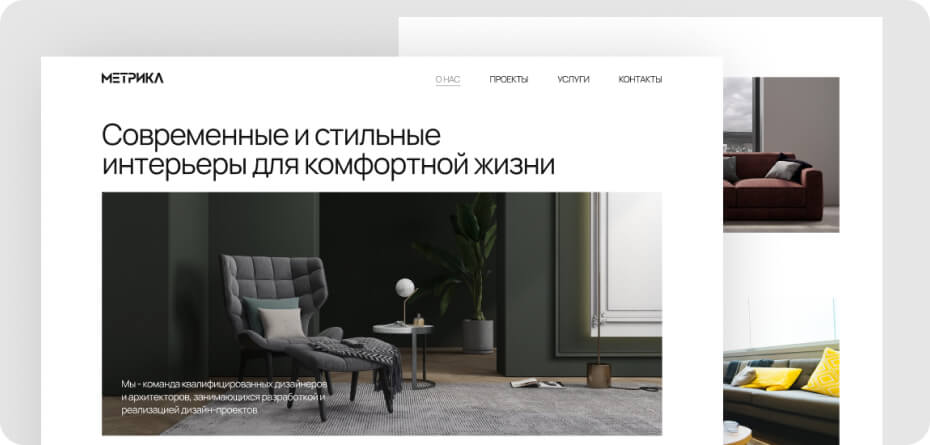 МЕТРИКА
О НАС ПРОЕКТЫ УСЛУГИ КОНТАКТЫ
Современные и стильные
интерьеры для комфортной жизни
Мы - команда квалифицированных дизайнеров
и архитекторов, занимающихся разработкой и
реализацией дизайн-проектов